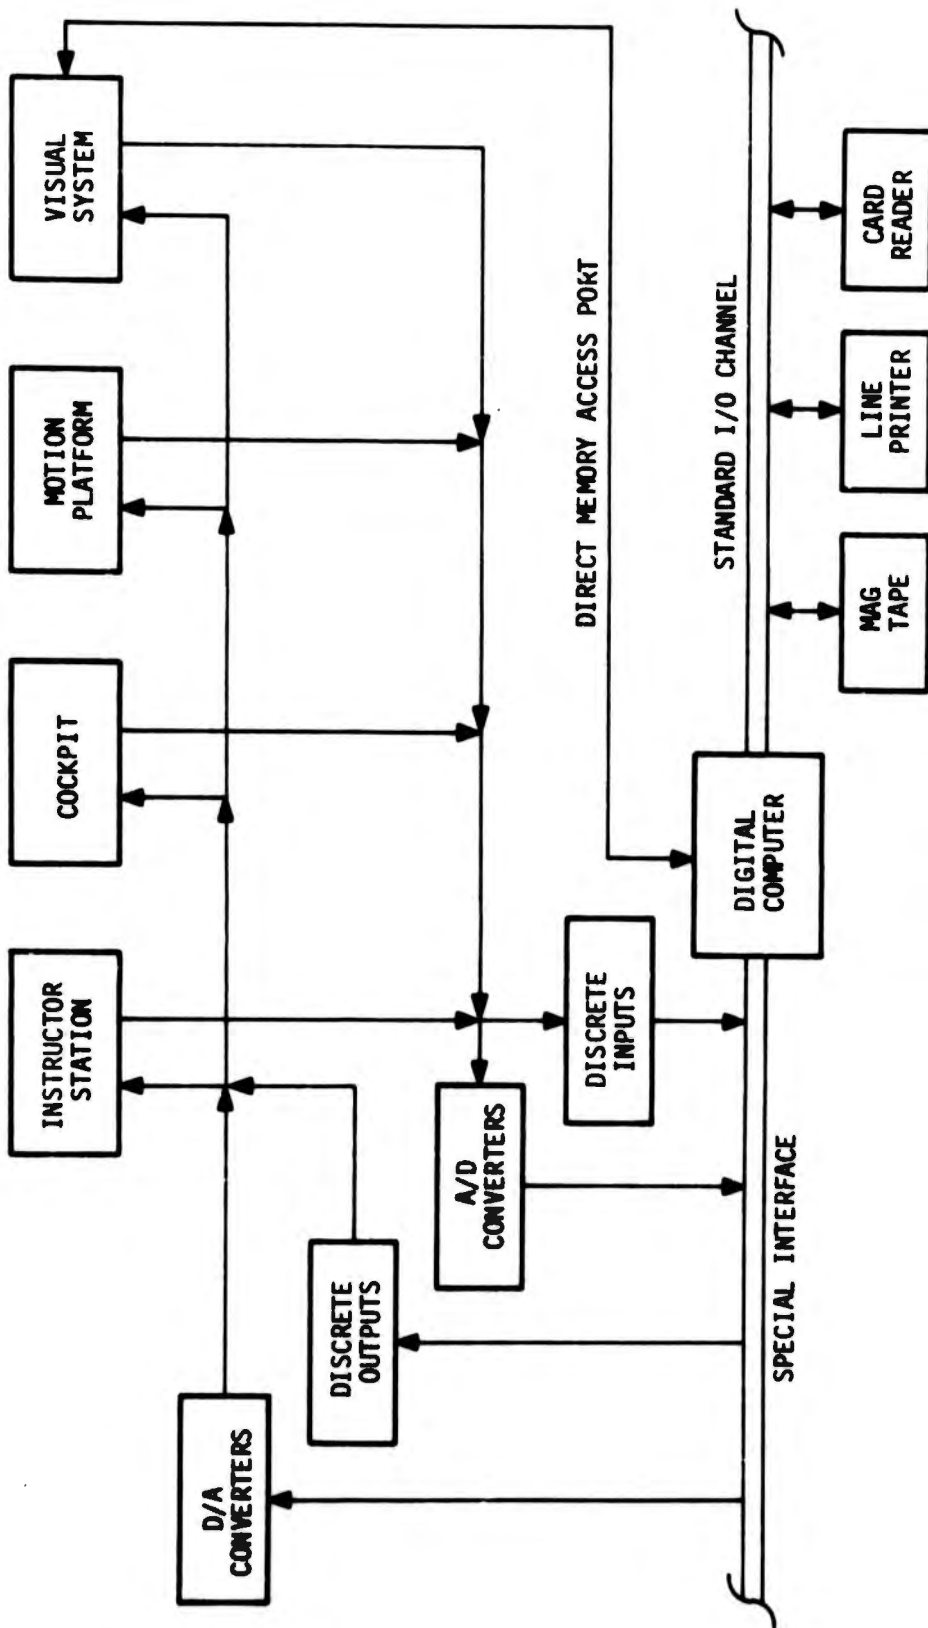 INSTRUCTOR
STATION
COCKPIT
MOTION
PLATFORM
VISUAL
SYSTEM
D/A
CONVERTERS
DISCRETE
OUTPUTS
A/D
CONVERTERS
DISCRETE
INPUTS
DIRECT MEMORY ACCESS PORT
DIGITAL
COMPUTER
STANDARD I/O CHANNEL
SPECIAL INTERFACE
MAG
TAPE
LINE
PRINTER
CARD
READER